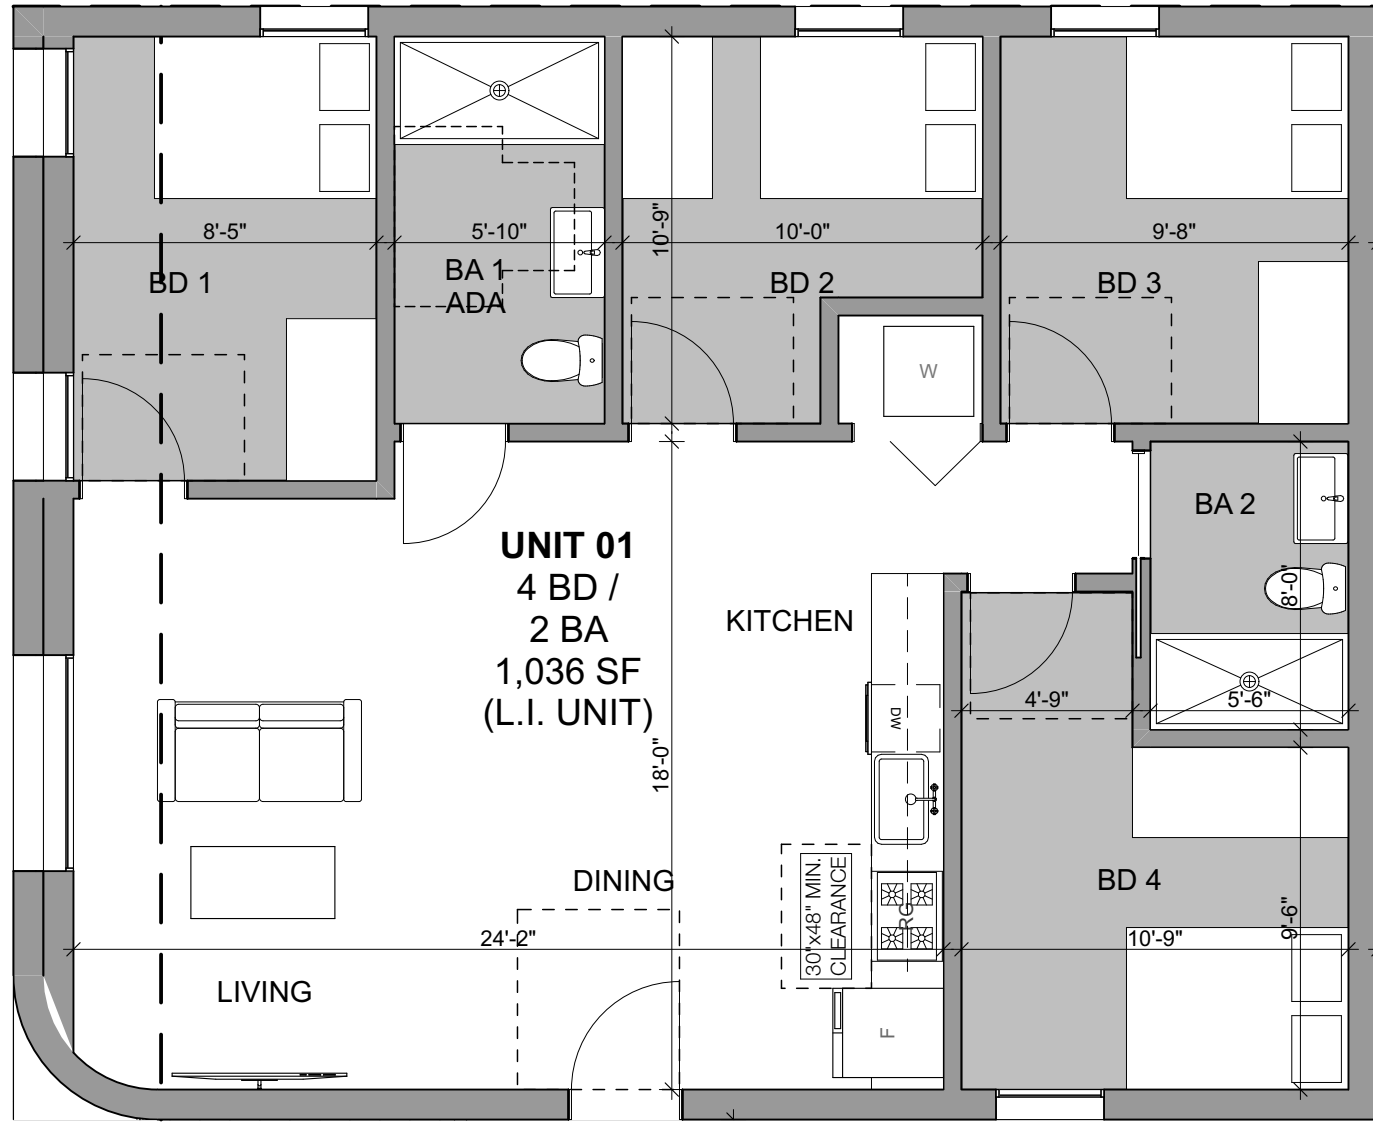 8'-5"
5'-10"
10'-9"
10'-0"
9'-8"
BD 1
BA 1
ADA
BD 2
BD 3
W
BA 2
UNIT 01
4 BD /
2 BA
1,036 SF
(L.I. UNIT)
KITCHEN
8'-0"
4'-9"
5'-6"
DW
18'-0"
DINING
30"x48" MIN.
CLEARANCE
RG
BD 4
24'-2"
10'-9"
9'-6"
LIVING
F